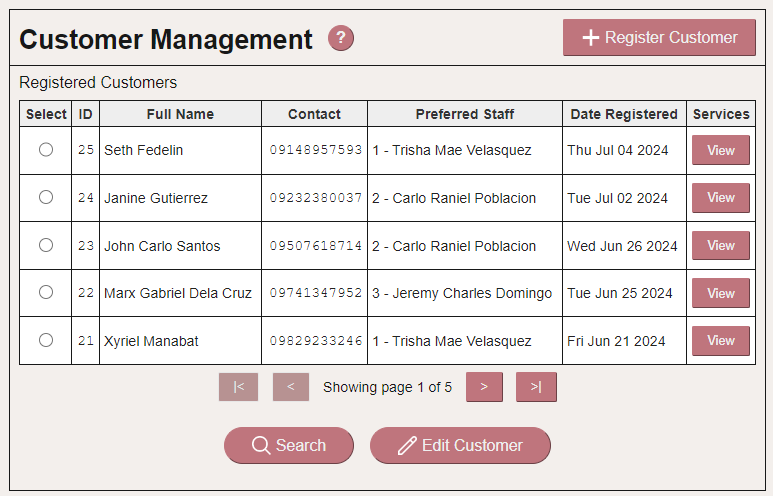 Customer Management ? + Register Customer
Registered Customers
Select ID Full Name Contact Preferred Staff Date Registered Services
25 Seth Fedelin 09148957593 1 - Trisha Mae Velasquez Thu Jul 04 2024 View
24 Janine Gutierrez 09232380037 2 - Carlo Raniel Poblacion Tue Jul 02 2024 View
23 John Carlo Santos 09507618714 2 - Carlo Raniel Poblacion Wed Jun 26 2024 View
22 Marx Gabriel Dela Cruz 09741347952 3 - Jeremy Charles Domingo Tue Jun 25 2024 View
21 Xyriel Manabat 09829233246 1 - Trisha Mae Velasquez Fri Jun 21 2024 View
|< < Showing page 1 of 5 > >|
Search Edit Customer